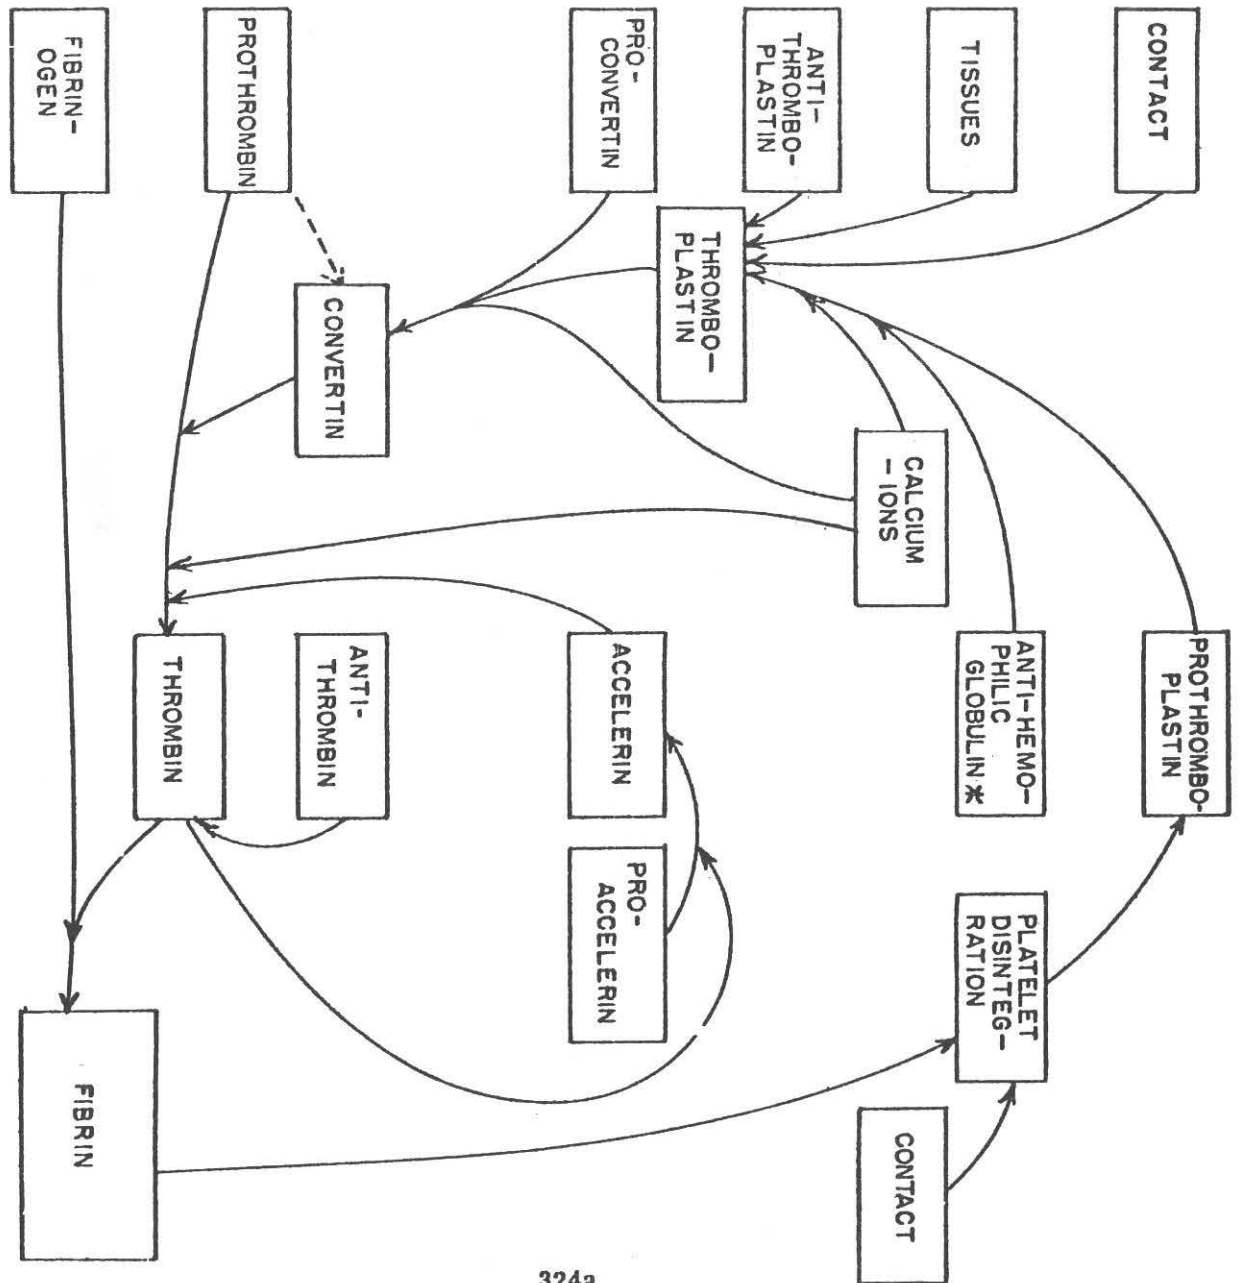 CONTACT
TISSUES
ANTI-
THROMBO-
PLASTIN
PRO-
CONVERTIN
PROTHROMBIN
FIBRIN-
OGEN
THROMBO-
PLASTIN
CONVERTIN
CALCIUM
-IONS
PROTHROMBO-
PLASTIN
ANTI-HEMO-
PHILIC
GLOBULIN*
ACCELERIN
ANTI-
THROMBIN
THROMBIN
PRO-
ACCELERIN
PLATELET
DISINTEG-
RATION
CONTACT
FIBRIN
324a